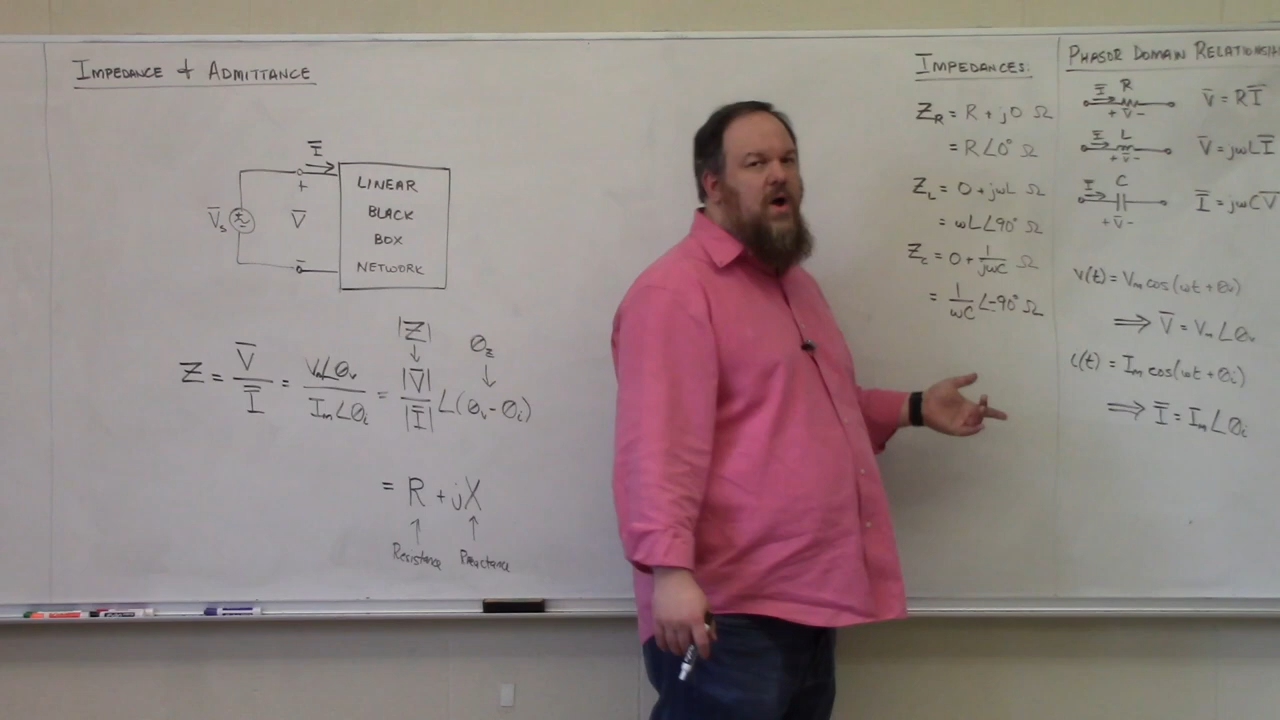 IMPEDANCE & ADMITTANCE
I̅
+
V̅s
V̅
-
LINEAR
BLACK
BOX
NETWORK
|Z|
↓
θz
↓
Z = V̅/I̅ = Vm∠θv/Im∠θi = |V̅|/|I̅| ∠(θv-θi)
= R + jX
↑ ↑
Resistance Reactance
IMPEDANCES:
ZR = R + j0 Ω
= R∠0° Ω
ZL = 0 + jωL Ω
= ωL∠90° Ω
Zc = 0 + 1/jωC Ω
= 1/ωC ∠-90° Ω
PHASOR DOMAIN RELATIONSH
I̅ R
+ V̅ -
V̅ = RI̅
I̅ L
+ V̅ -
V̅ = jωLI̅
I̅ C
+ V̅ -
I̅ = jωCV̅
v(t) = Vm cos(ωt + θv)
⇒ V̅ = Vm∠θv
i(t) = Im cos(ωt + θi)
⇒ I̅ = Im∠θi